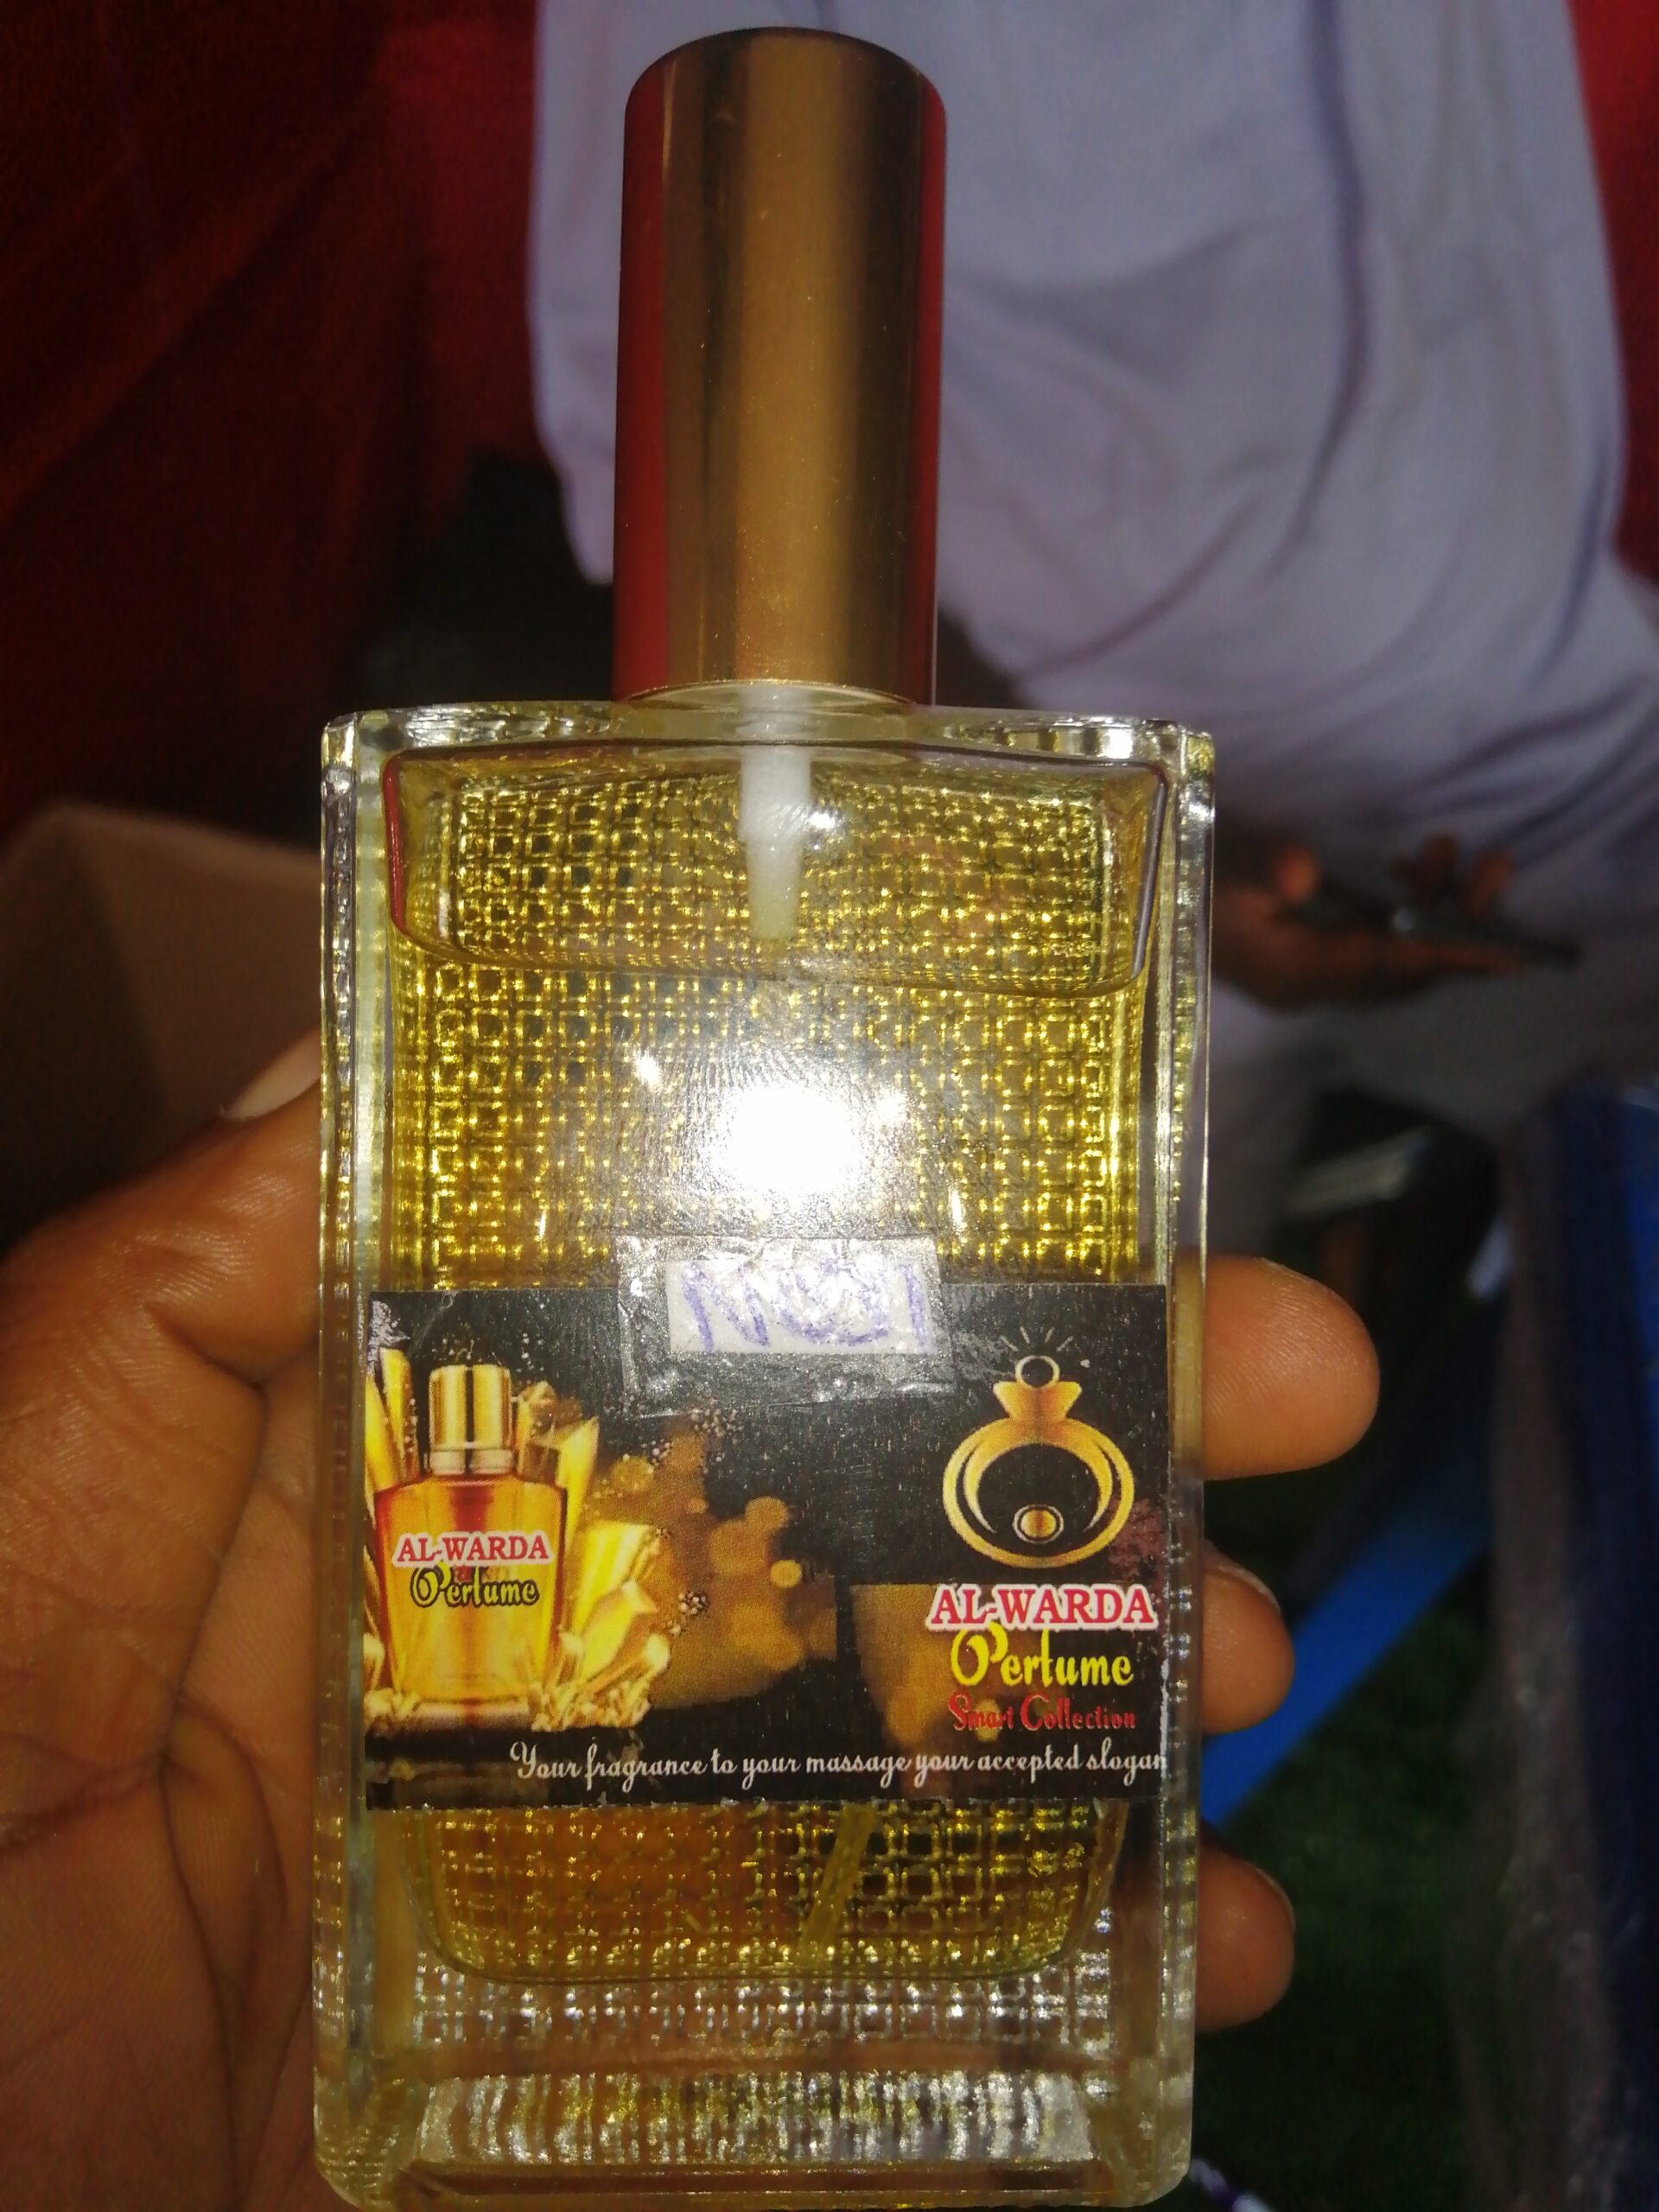 AL-WARDA
Perfume
AL-WARDA
Perfume
Smart Collection
Your fragrance to your massage your accepted slogan